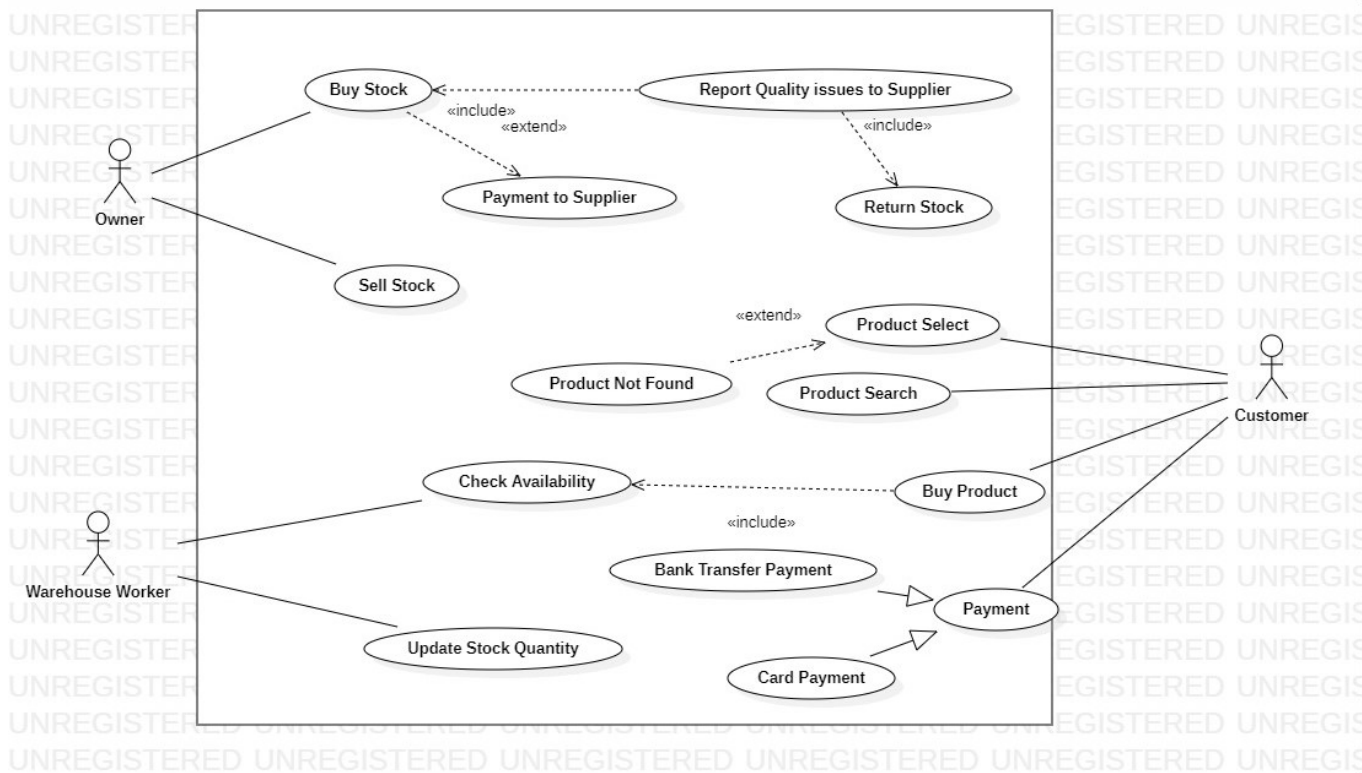 UNREGISTERED UNREGISTERED UNREGISTERED UNREGISTERED UNREGISTERED UNREGIS
Buy Stock
Report Quality issues to Supplier
«include»
«extend»
«include»
Payment to Supplier
Return Stock
Owner
Sell Stock
«extend»
Product Select
Product Not Found
Product Search
Customer
Check Availability
Buy Product
«include»
Bank Transfer Payment
Warehouse Worker
Payment
Update Stock Quantity
Card Payment